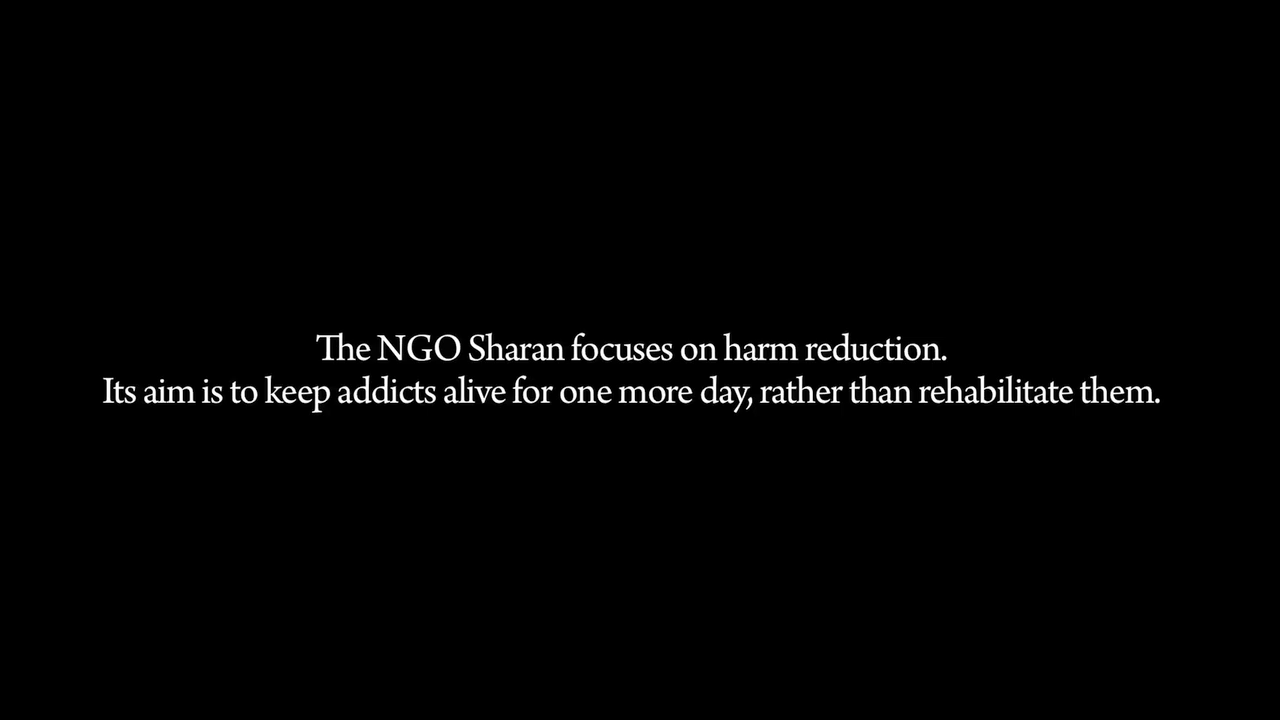 The NGO Sharan focuses on harm reduction.
Its aim is to keep addicts alive for one more day, rather than rehabilitate them.